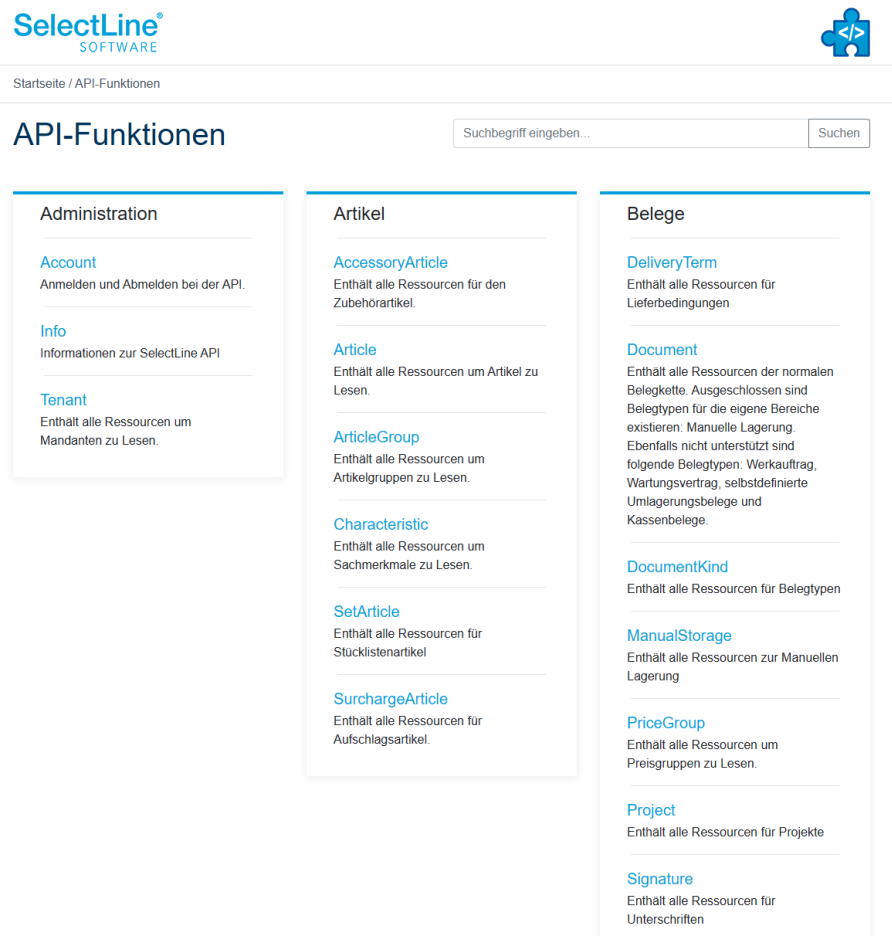 SelectLine®
SOFTWARE
</>
Startseite / API-Funktionen
API-Funktionen
Suchbegriff eingeben...
Suchen
Administration
Account
Anmelden und Abmelden bei der API.
Info
Informationen zur SelectLine API
Tenant
Enthält alle Ressourcen um
Mandanten zu Lesen.
Artikel
AccessoryArticle
Enthält alle Ressourcen für den
Zubehörartikel.
Article
Enthält alle Ressourcen um Artikel zu
Lesen.
ArticleGroup
Enthält alle Ressourcen um
Artikelgruppen zu Lesen.
Characteristic
Enthält alle Ressourcen um
Sachmerkmale zu Lesen.
SetArticle
Enthält alle Ressourcen für
Stücklistenartikel
SurchargeArticle
Enthält alle Ressourcen für
Aufschlagsartikel.
Belege
DeliveryTerm
Enthält alle Ressourcen für
Lieferbedingungen
Document
Enthält alle Ressourcen der normalen
Belegkette. Ausgeschlossen sind
Belegtypen für die eigene Bereiche
existieren: Manuelle Lagerung.
Ebenfalls nicht unterstützt sind
folgende Belegtypen: Werkauftrag,
Wartungsvertrag, selbstdefinierte
Umlagerungsbelege und
Kassenbelege.
DocumentKind
Enthält alle Ressourcen für Belegtypen
ManualStorage
Enthält alle Ressourcen zur Manuellen
Lagerung
PriceGroup
Enthält alle Ressourcen um
Preisgruppen zu Lesen.
Project
Enthält alle Ressourcen für Projekte
Signature
Enthält alle Ressourcen für
Unterschriften